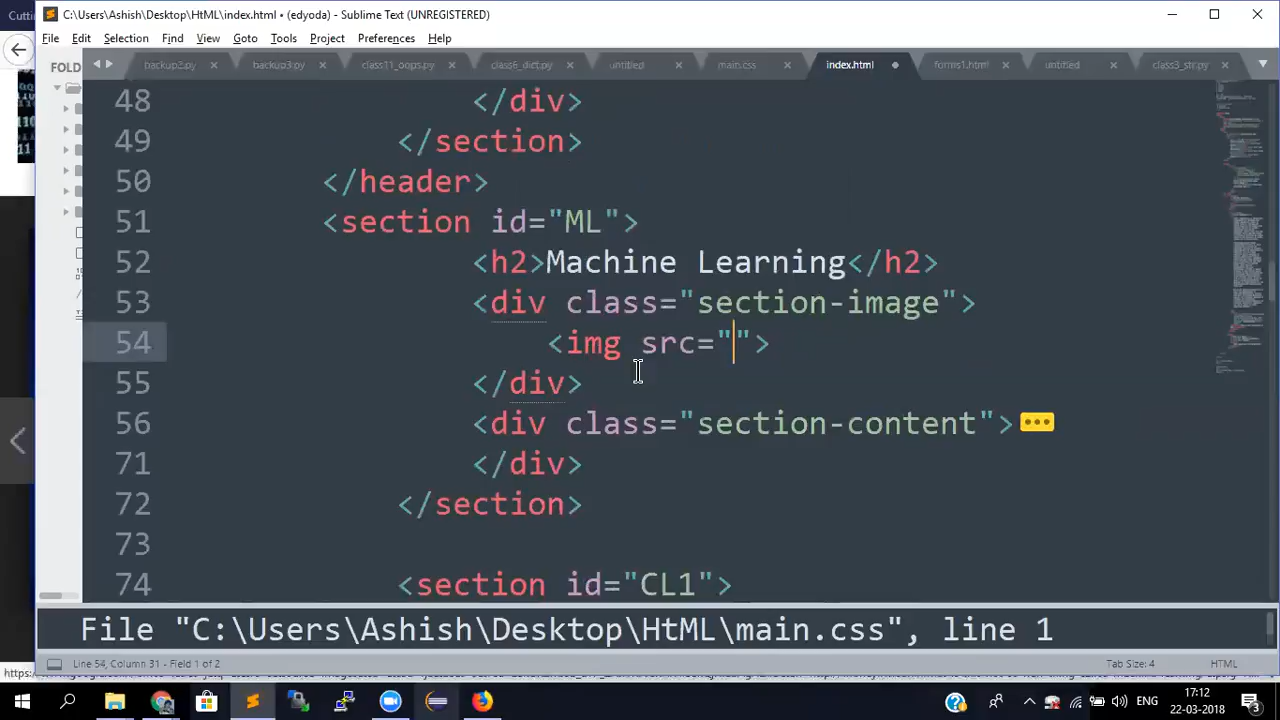 Cuttin
C:\Users\Ashish\Desktop\HtML\index.html • (edyoda) - Sublime Text (UNREGISTERED)
File Edit Selection Find View Goto Tools Project Preferences Help
FOLD
backup2.py × backup3.py × class11_oops.py × class6_dict.py × untitled × main.css × index.html • forms1.html × untitled × class3_str.py ×
48 </div>
49 </section>
50 </header>
51 <section id="ML">
52 <h2>Machine Learning</h2>
53 <div class="section-image">
54 <img src="">
55 </div>
56 <div class="section-content">
71 </div>
72 </section>
73
74 <section id="CL1">
File "C:\Users\Ashish\Desktop\HtML\main.css", line 1
Line 54, Column 31 - Field 1 of 2 Tab Size: 4 HTML
ENG
17:12
22-03-2018
3